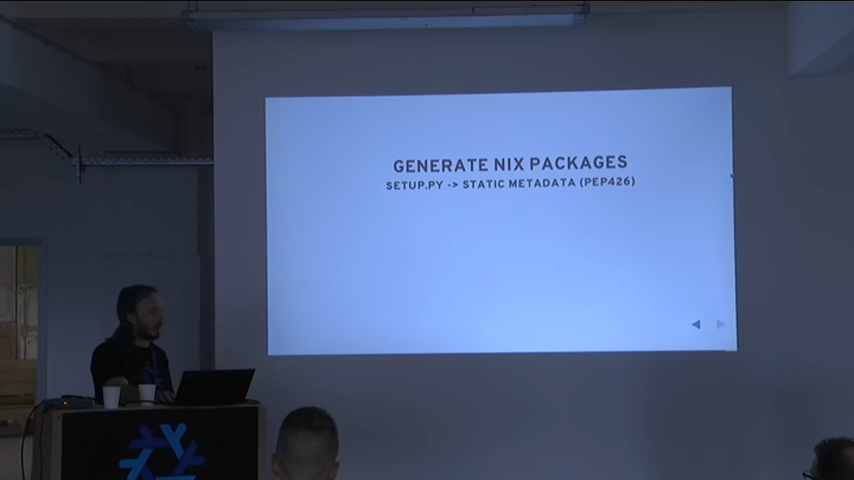 GENERATE NIX PACKAGES
SETUP.PY -> STATIC METADATA (PEP426)